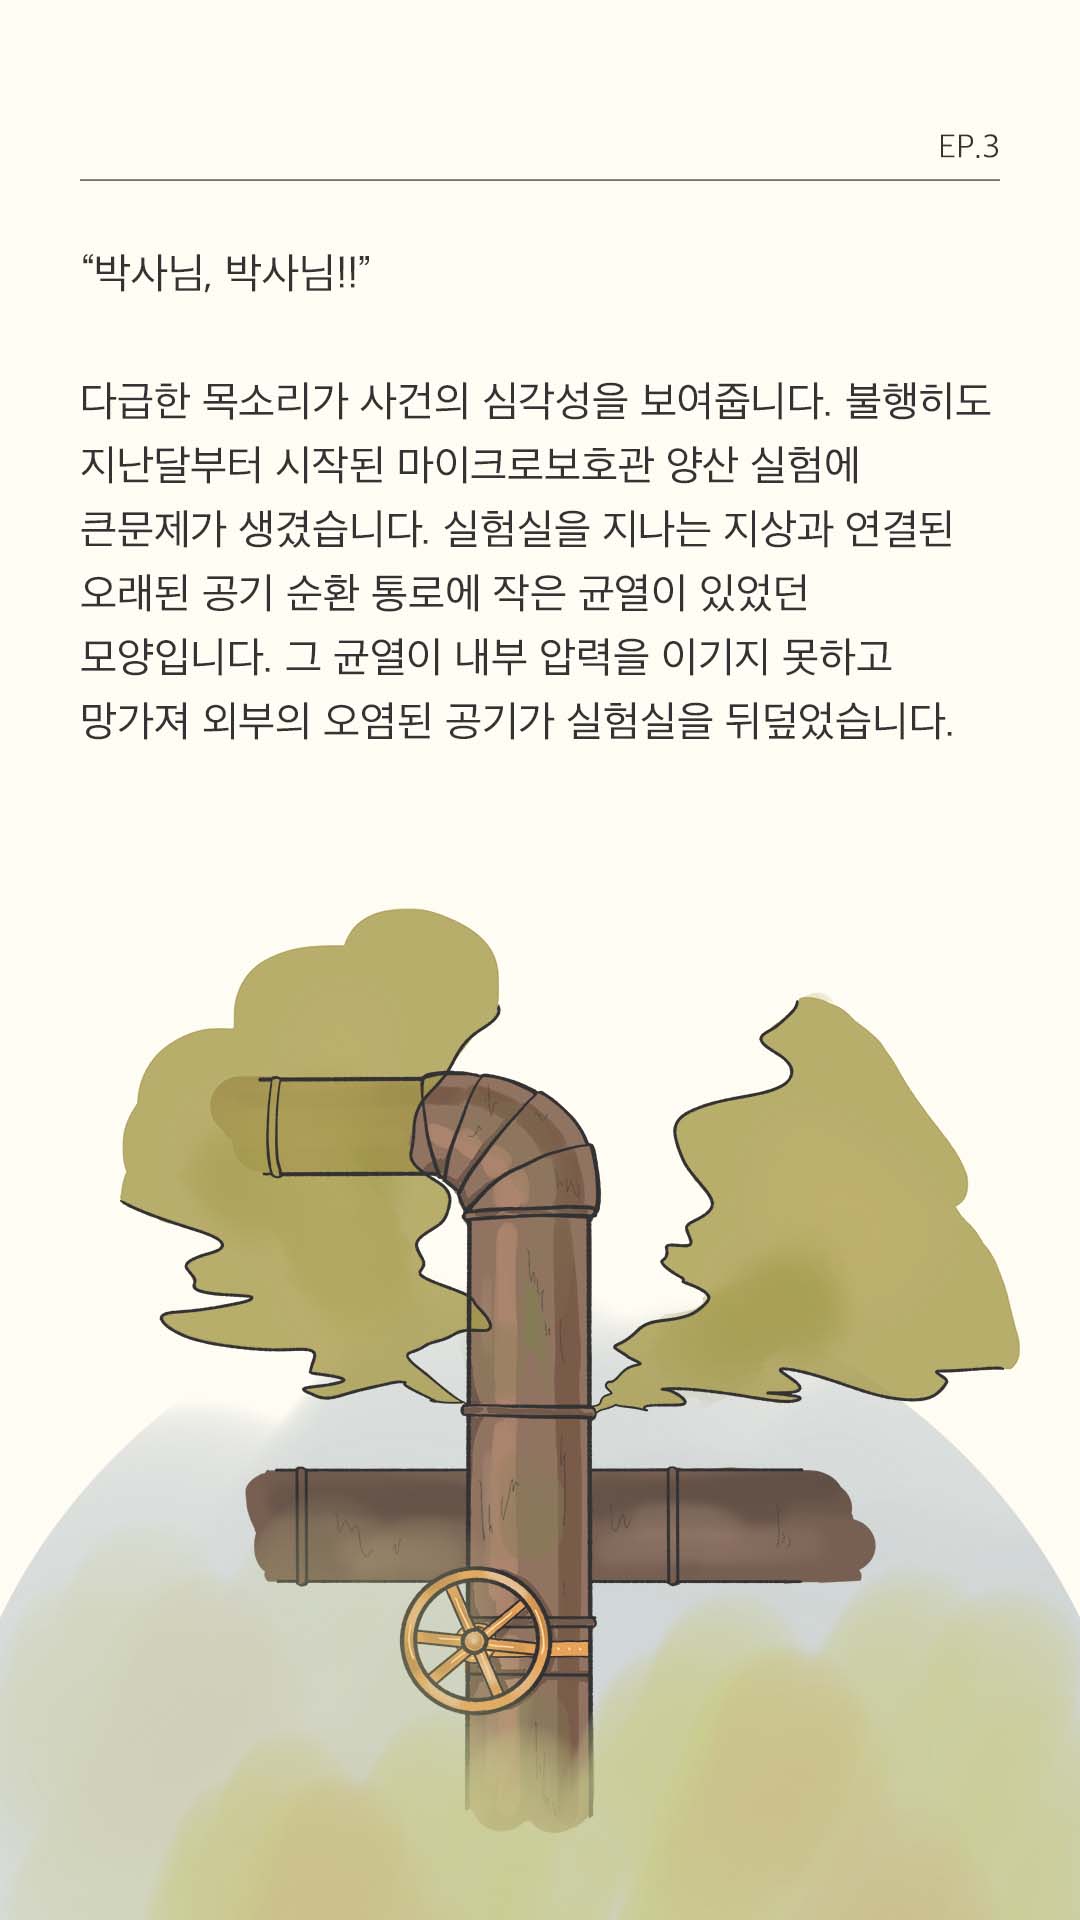 EP.3
“박사님, 박사님!!”
다급한 목소리가 사건의 심각성을 보여줍니다. 불행히도
지난달부터 시작된 마이크로보호관 양산 실험에
큰문제가 생겼습니다. 실험실을 지나는 지상과 연결된
오래된 공기 순환 통로에 작은 균열이 있었던
모양입니다. 그 균열이 내부 압력을 이기지 못하고
망가져 외부의 오염된 공기가 실험실을 뒤덮었습니다.